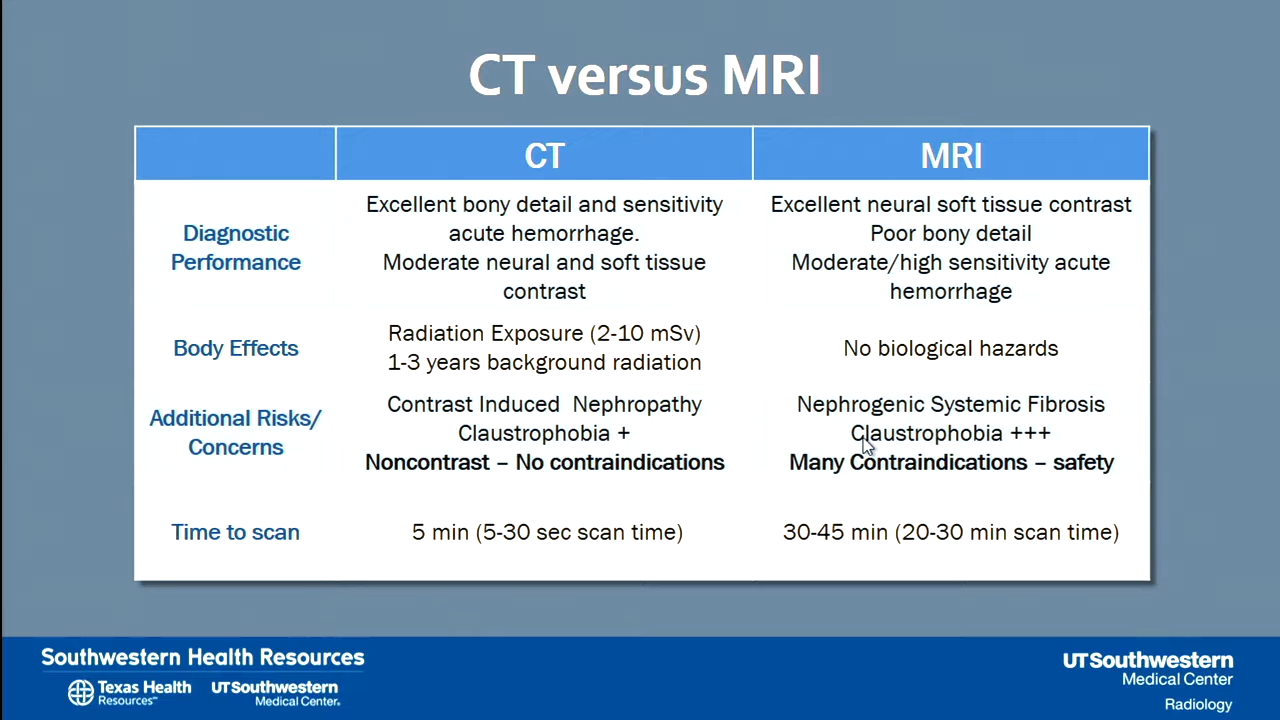 CT versus MRI
CT
MRI
Diagnostic
Performance
Excellent bony detail and sensitivity
acute hemorrhage.
Moderate neural and soft tissue
contrast
Excellent neural soft tissue contrast
Poor bony detail
Moderate/high sensitivity acute
hemorrhage
Body Effects
Radiation Exposure (2-10 mSv)
1-3 years background radiation
No biological hazards
Additional Risks/
Concerns
Contrast Induced Nephropathy
Claustrophobia +
Noncontrast – No contraindications
Nephrogenic Systemic Fibrosis
Claustrophobia +++
Many Contraindications – safety
Time to scan
5 min (5-30 sec scan time)
30-45 min (20-30 min scan time)
Southwestern Health Resources
Texas Health
Resources℠
UTSouthwestern
Medical Center.
UTSouthwestern
Medical Center
Radiology